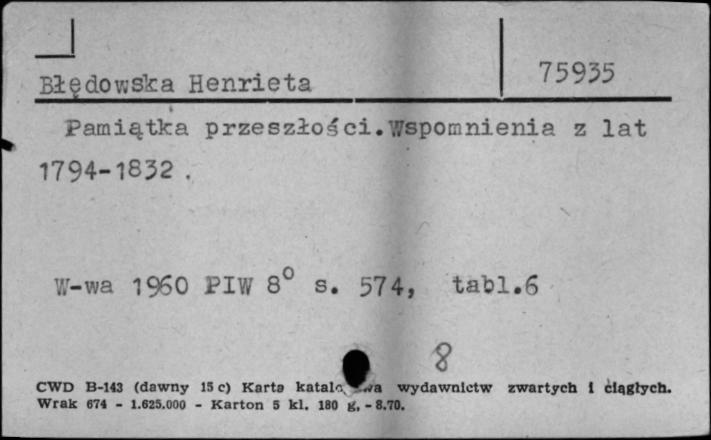 75935
Błędowska Henrieta
Pamiątka przeszłości.Wspomnienia z lat
1794-1832 .
W-wa 1960 PIW 8° s. 574, tabl.6
8
CWD B-143 (dawny 15 c) Karta wydawnictw zwartych i ciągłych.
Wrak 674 - 1.625.000 - Karton 5 kl. 180 g, - 8.70.